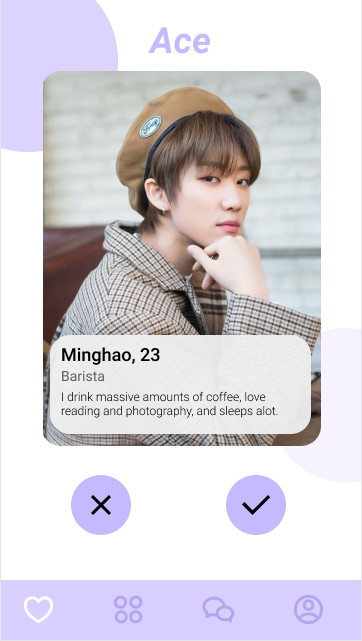 Ace
Minghao, 23
Barista
I drink massive amounts of coffee, love
reading and photography, and sleeps alot.